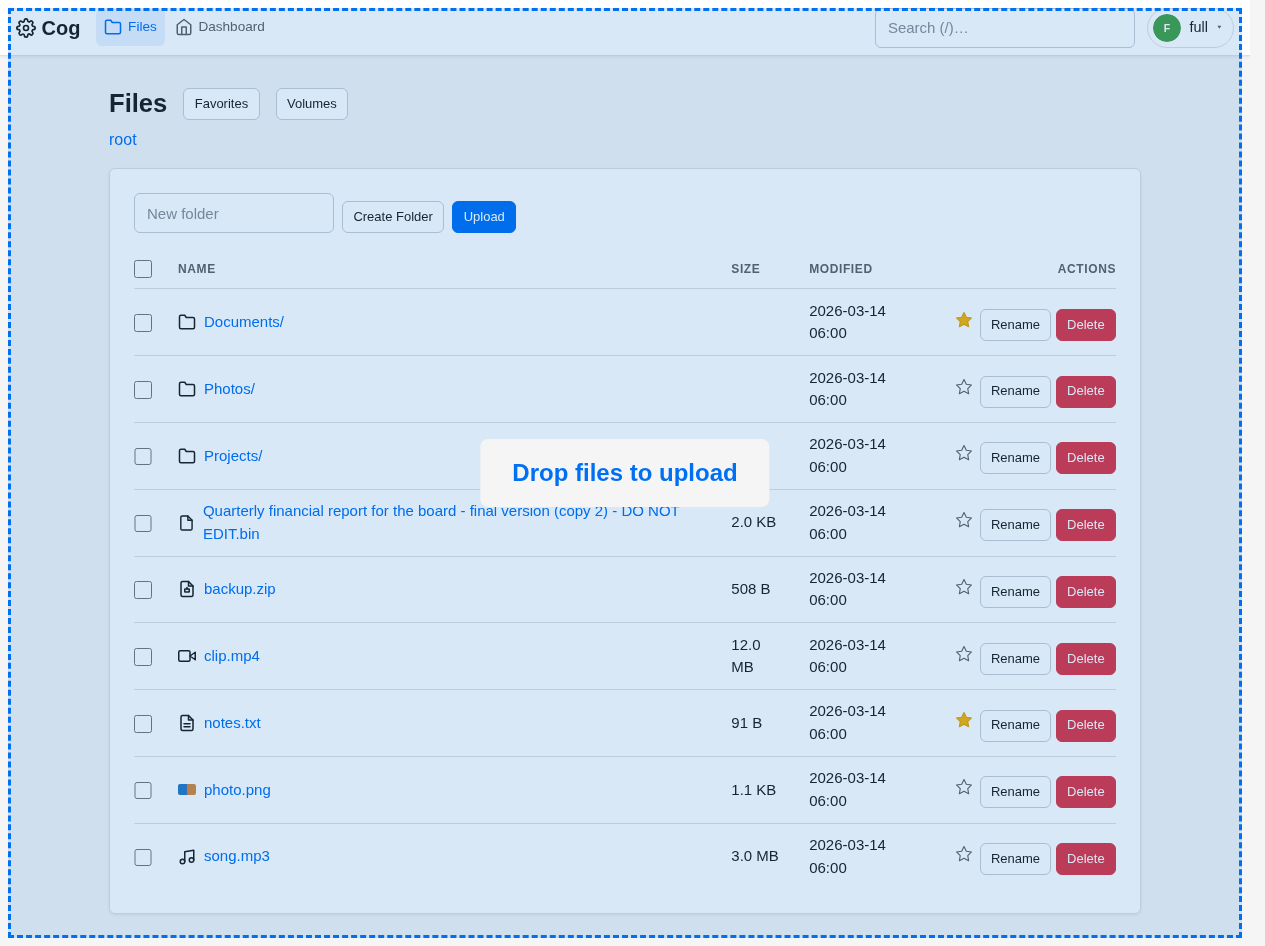 Cog Files Dashboard Search (/)… F full
Files Favorites Volumes
root
New folder Create Folder Upload
NAME SIZE MODIFIED ACTIONS
Documents/ 2026-03-14 06:00 Rename Delete
Photos/ 2026-03-14 06:00 Rename Delete
Projects/ 2026-03-14 06:00 Rename Delete
Drop files to upload
Quarterly financial report for the board - final version (copy 2) - DO NOT
EDIT.bin
2.0 KB 2026-03-14 06:00 Rename Delete
backup.zip 508 B 2026-03-14 06:00 Rename Delete
clip.mp4 12.0 MB 2026-03-14 06:00 Rename Delete
notes.txt 91 B 2026-03-14 06:00 Rename Delete
photo.png 1.1 KB 2026-03-14 06:00 Rename Delete
song.mp3 3.0 MB 2026-03-14 06:00 Rename Delete